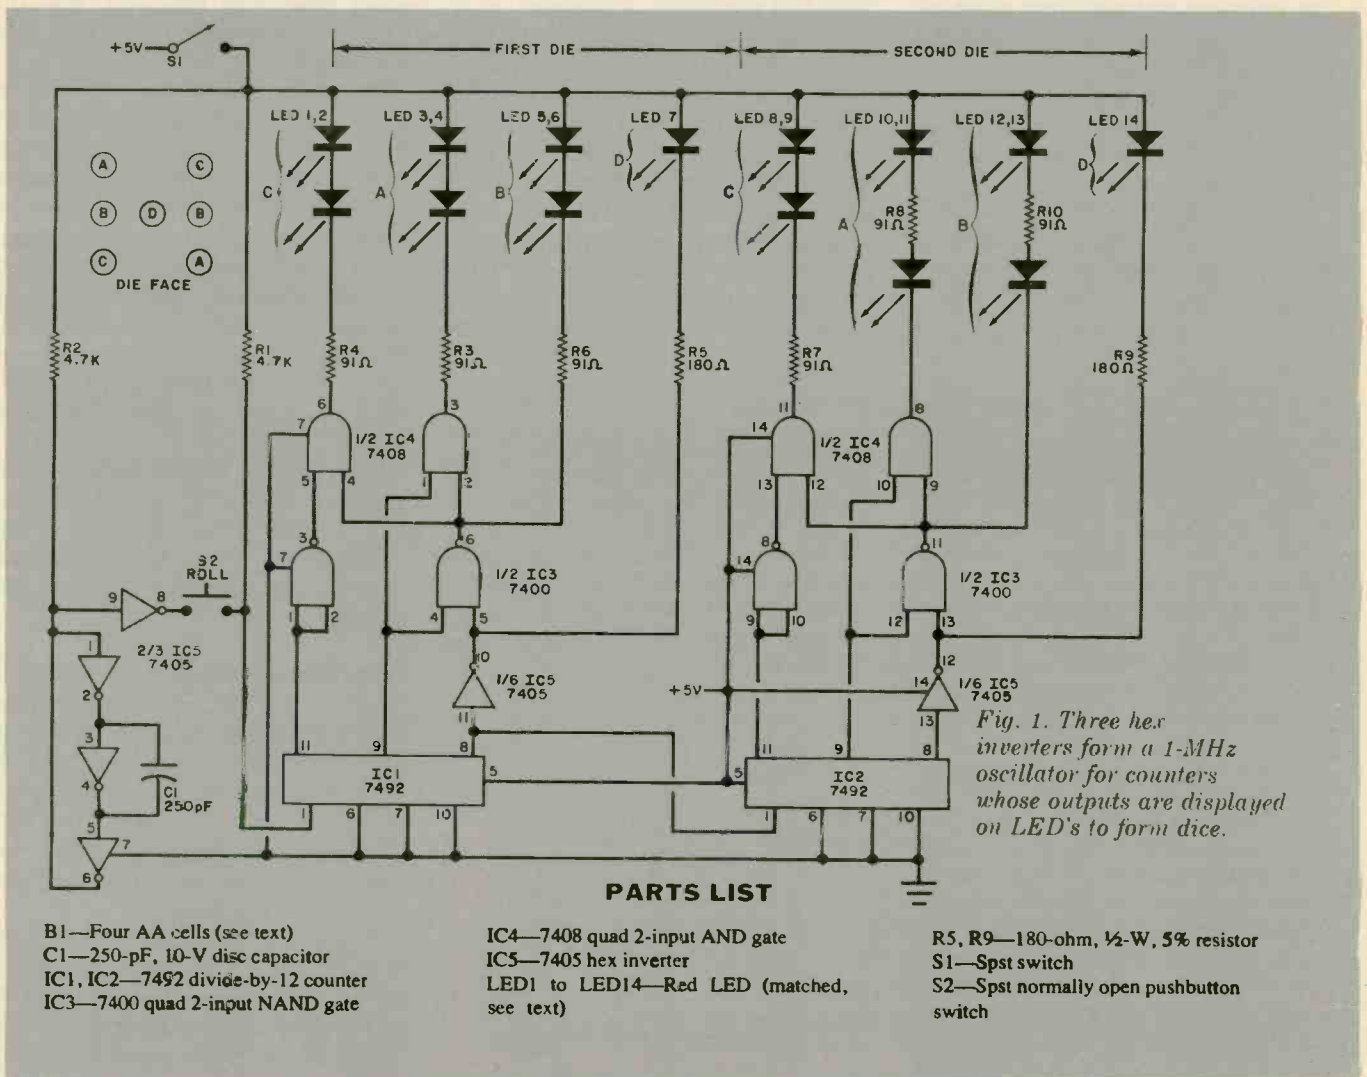 +5V
S1
FIRST DIE
SECOND DIE
LED 1,2
LED 3,4
LED 5,6
LED 7
LED 8,9
LED 10,11
LED 12,13
LED 14
C
A
B
D
C
A
B
D
A
C
B
D
B
C
A
DIE FACE
R8
91Ω
R10
91Ω
R2
4.7K
R1
4.7K
R4
91Ω
R3
91Ω
R6
91Ω
R5
180Ω
R7
91Ω
R9
180Ω
6
3
11
8
7
1/2 IC4
7408
14
1/2 IC4
7408
5
4
1
2
13
12
10
9
3
6
8
11
7
1/2 IC3
7400
14
1/2 IC3
7400
1
2
4
5
9
10
12
13
S2
ROLL
9
8
2/3 IC5
7405
1
2
3
4
C1
250pF
5
7
6
10
1/6 IC5
7405
11
+5V
12
14
1/6 IC5
7405
13
11
9
8
IC1
7492
5
1
6
7
10
11
9
8
5
IC2
7492
1
6
7
10
Fig. 1. Three hex
inverters form a 1-MHz
oscillator for counters
whose outputs are displayed
on LED's to form dice.
PARTS LIST
B1—Four AA cells (see text)
C1—250-pF, 10-V disc capacitor
IC1, IC2—7492 divide-by-12 counter
IC3—7400 quad 2-input NAND gate
IC4—7408 quad 2-input AND gate
IC5—7405 hex inverter
LED1 to LED14—Red LED (matched,
see text)
R5, R9—180-ohm, ½-W, 5% resistor
S1—Spst switch
S2—Spst normally open pushbutton
switch